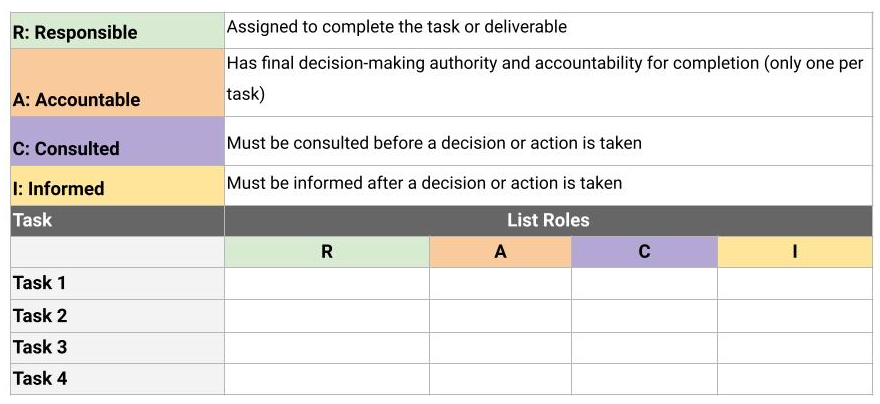 R: Responsible
Assigned to complete the task or deliverable
A: Accountable
Has final decision-making authority and accountability for completion (only one per
task)
C: Consulted
Must be consulted before a decision or action is taken
I: Informed
Must be informed after a decision or action is taken
Task
List Roles
R
A
C
I
Task 1
Task 2
Task 3
Task 4